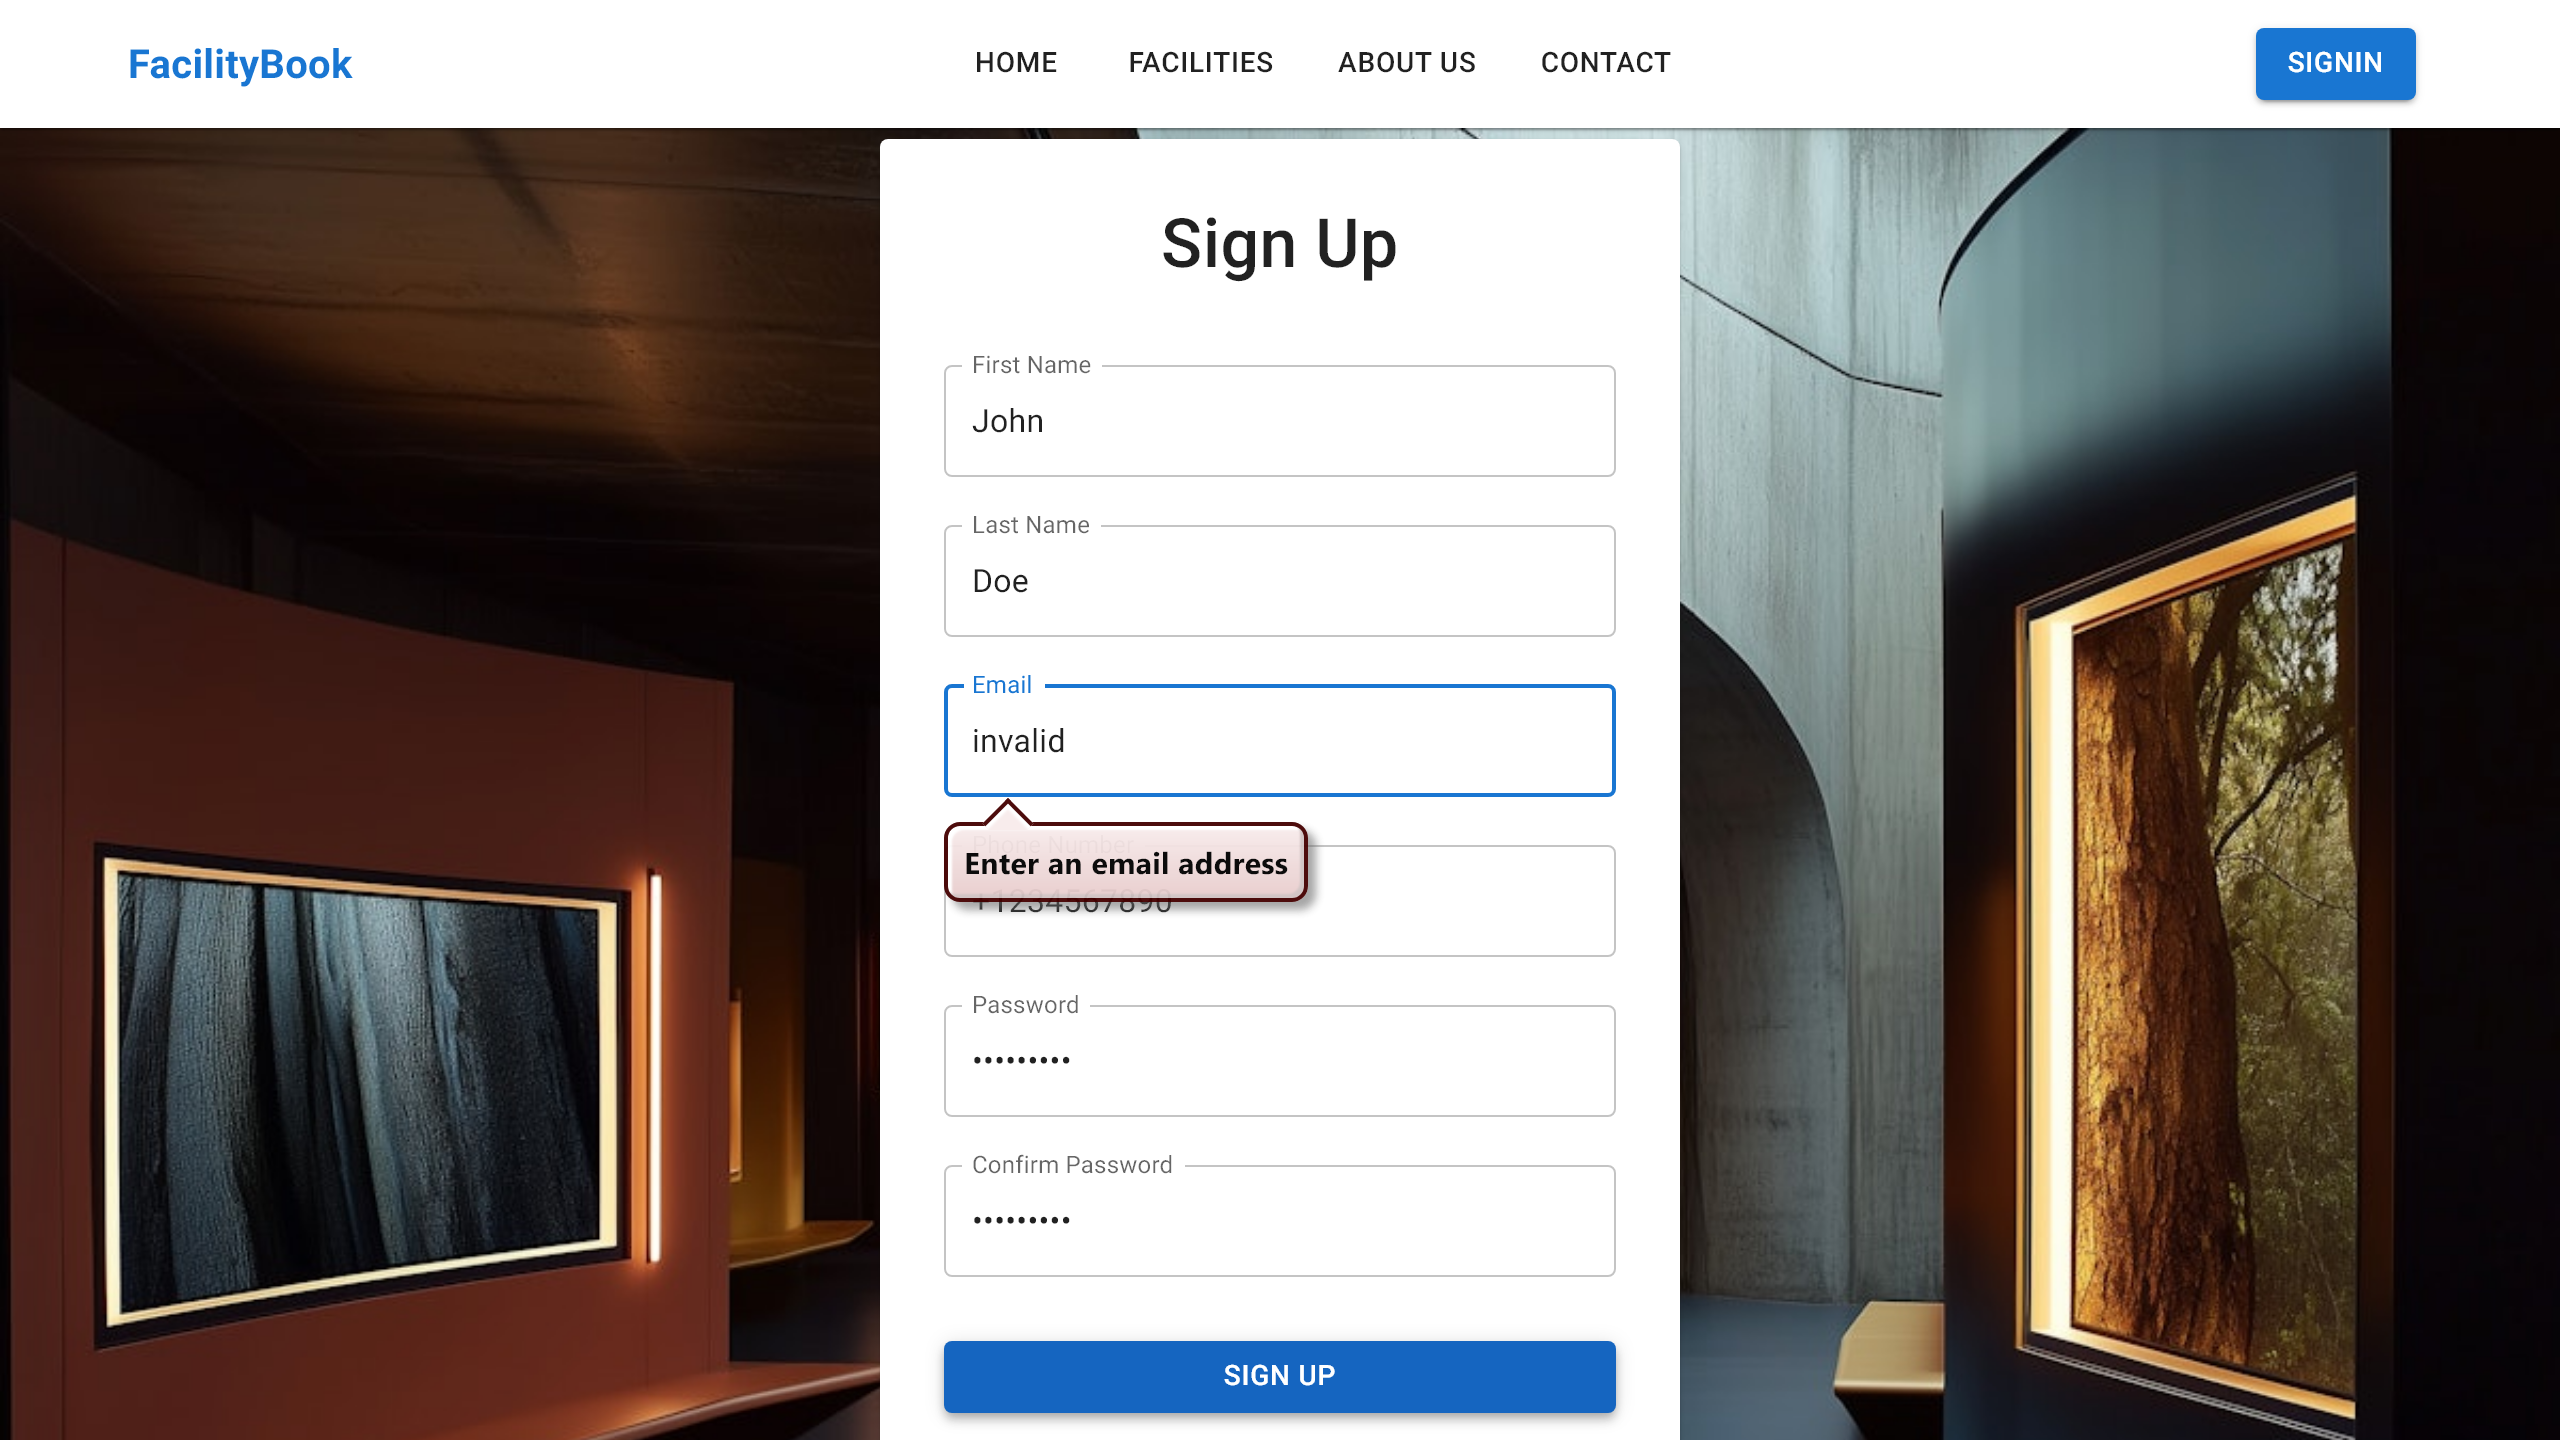 FacilityBook
HOME FACILITIES ABOUT US CONTACT
SIGNIN
Sign Up
First Name
John
Last Name
Doe
Email
invalid
Phone Number
Enter an email address
+1234567890
Password
•••••••••
Confirm Password
•••••••••
SIGN UP